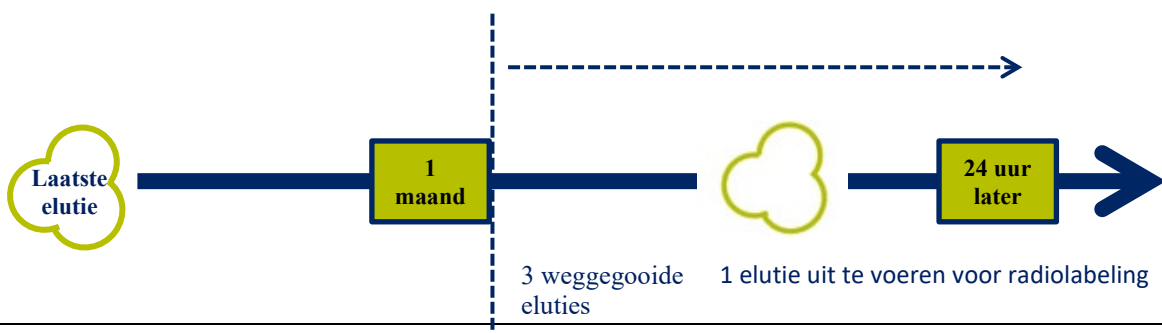 Laatste
elutie
1
maand
24 uur
later
3 weggegooide
eluties
1 elutie uit te voeren voor radiolabeling